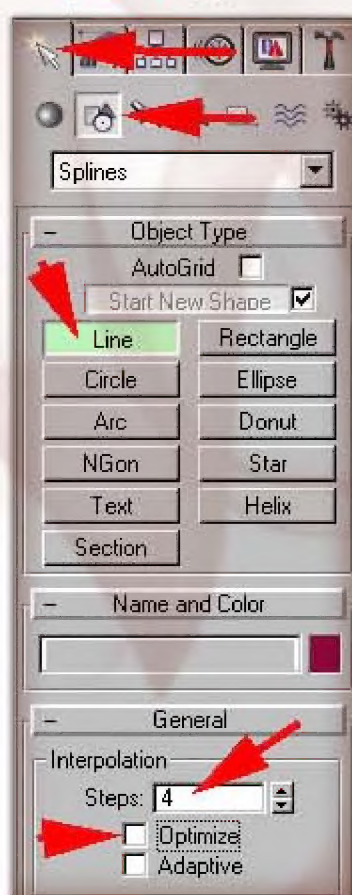 Splines
Object Type
AutoGrid
Start New Shape
Line Rectangle
Circle Ellipse
Arc Donut
NGon Star
Text Helix
Section
Name and Color
General
Interpolation
Steps: 4
Optimize
Adaptive